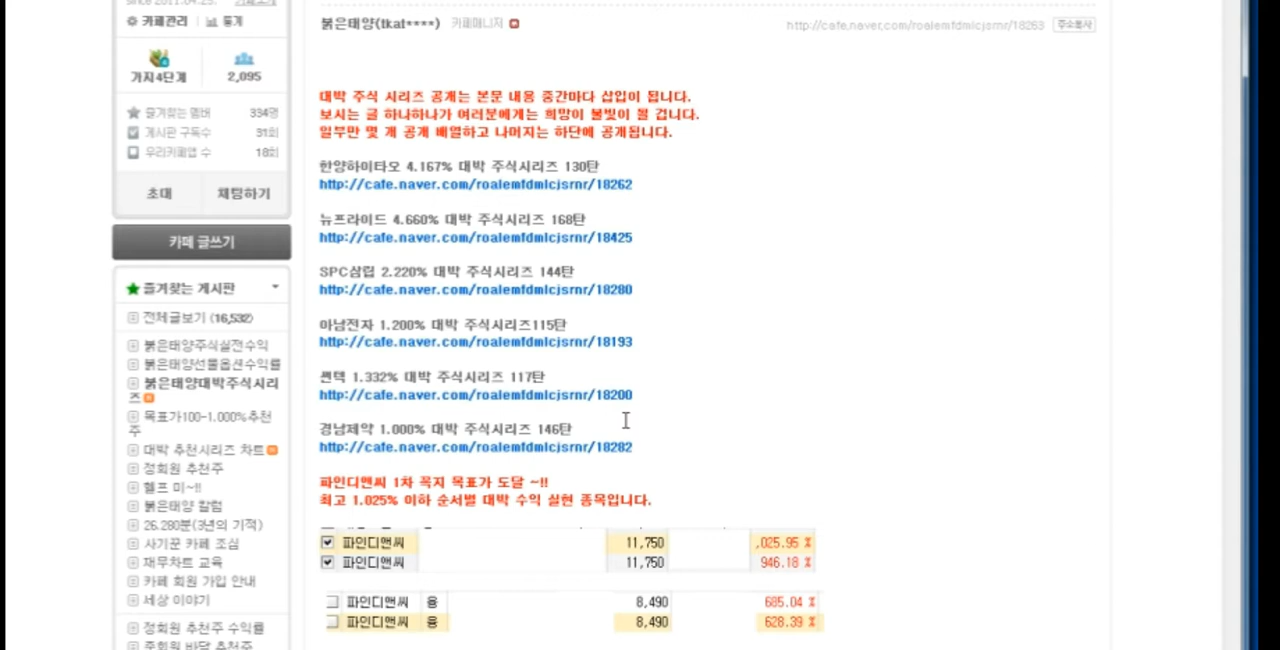 since 2011.04.25.
카페관리 통계
가지4단계 2,095
즐겨찾는 멤버 334명
게시판 구독수 31회
우리카페앱 수 18회
초대 채팅하기
카페 글쓰기
즐겨찾는 게시판
전체글보기 (16,532)
붉은태양주식실전수익
붉은태양선물옵션수익률
붉은태양대박주식시리
즈
목표가100-1.000%추천
주
대박 추천시리즈 차트
정회원 추천주
헬프 미~!!
붉은태양 칼럼
26.280분(3년의 기적)
사기꾼 카페 조심
재무차트 교육
카페 회원 가입 안내
세상 이야기
정회원 추천주 수익률
붉은태양(tkat****) 카페매니저
http://cafe.naver.com/roalemfdmlcjsrnr/18263 주소복사
대박 주식 시리즈 공개는 본문 내용 중간마다 삽입이 됩니다.
보시는 글 하나하나가 여러분에게는 희망이 불빛이 될 겁니다.
일부만 몇 개 공개 배열하고 나머지는 하단에 공개됩니다.
한양하이타오 4.167% 대박 주식시리즈 130탄
http://cafe.naver.com/roalemfdmlcjsrnr/18262
뉴프라이드 4.660% 대박 주식시리즈 168탄
http://cafe.naver.com/roalemfdmlcjsrnr/18425
SPC삼립 2.220% 대박 주식시리즈 144탄
http://cafe.naver.com/roalemfdmlcjsrnr/18280
아남전자 1.200% 대박 주식시리즈115탄
http://cafe.naver.com/roalemfdmlcjsrnr/18193
퀀텍 1.332% 대박 주식시리즈 117탄
http://cafe.naver.com/roalemfdmlcjsrnr/18200
경남제약 1.000% 대박 주식시리즈 146탄
http://cafe.naver.com/roalemfdmlcjsrnr/18282
파인디앤씨 1차 꼭지 목표가 도달 ~!!
최고 1.025% 이하 순서별 대박 수익 실현 종목입니다.
파인디앤씨 11,750 ,025.95 %
파인디앤씨 11,750 946.18 %
파인디앤씨 융 8,490 685.04 %
파인디앤씨 융 8,490 628.39 %